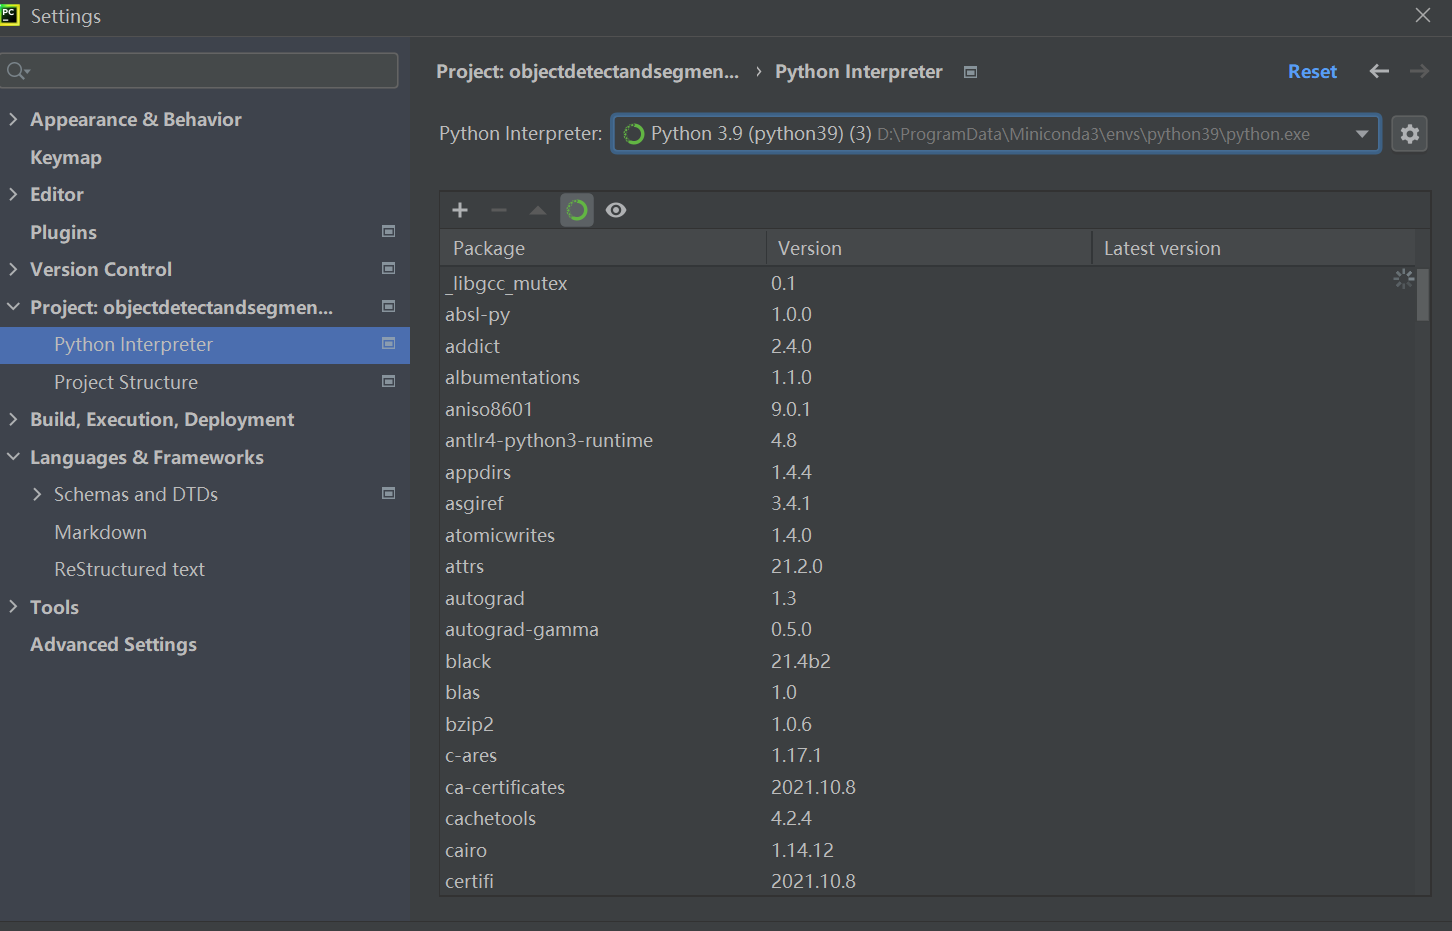 PC Settings
Project: objectdetectandsegmen... › Python Interpreter Reset
Appearance & Behavior
Keymap
Editor
Plugins
Version Control
Project: objectdetectandsegmen...
Python Interpreter
Project Structure
Build, Execution, Deployment
Languages & Frameworks
Schemas and DTDs
Markdown
ReStructured text
Tools
Advanced Settings
Python Interpreter: Python 3.9 (python39) (3) D:\ProgramData\Miniconda3\envs\python39\python.exe
Package Version Latest version
_libgcc_mutex 0.1
absl-py 1.0.0
addict 2.4.0
albumentations 1.1.0
aniso8601 9.0.1
antlr4-python3-runtime 4.8
appdirs 1.4.4
asgiref 3.4.1
atomicwrites 1.4.0
attrs 21.2.0
autograd 1.3
autograd-gamma 0.5.0
black 21.4b2
blas 1.0
bzip2 1.0.6
c-ares 1.17.1
ca-certificates 2021.10.8
cachetools 4.2.4
cairo 1.14.12
certifi 2021.10.8